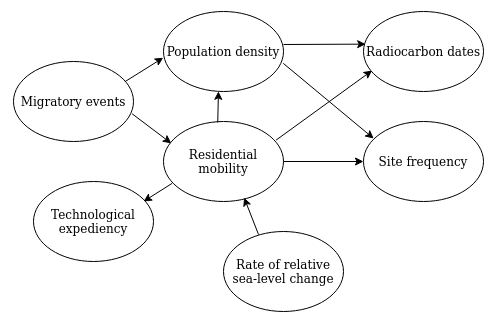 Population density
Radiocarbon dates
Migratory events
Residential
mobility
Site frequency
Technological
expediency
Rate of relative
sea-level change